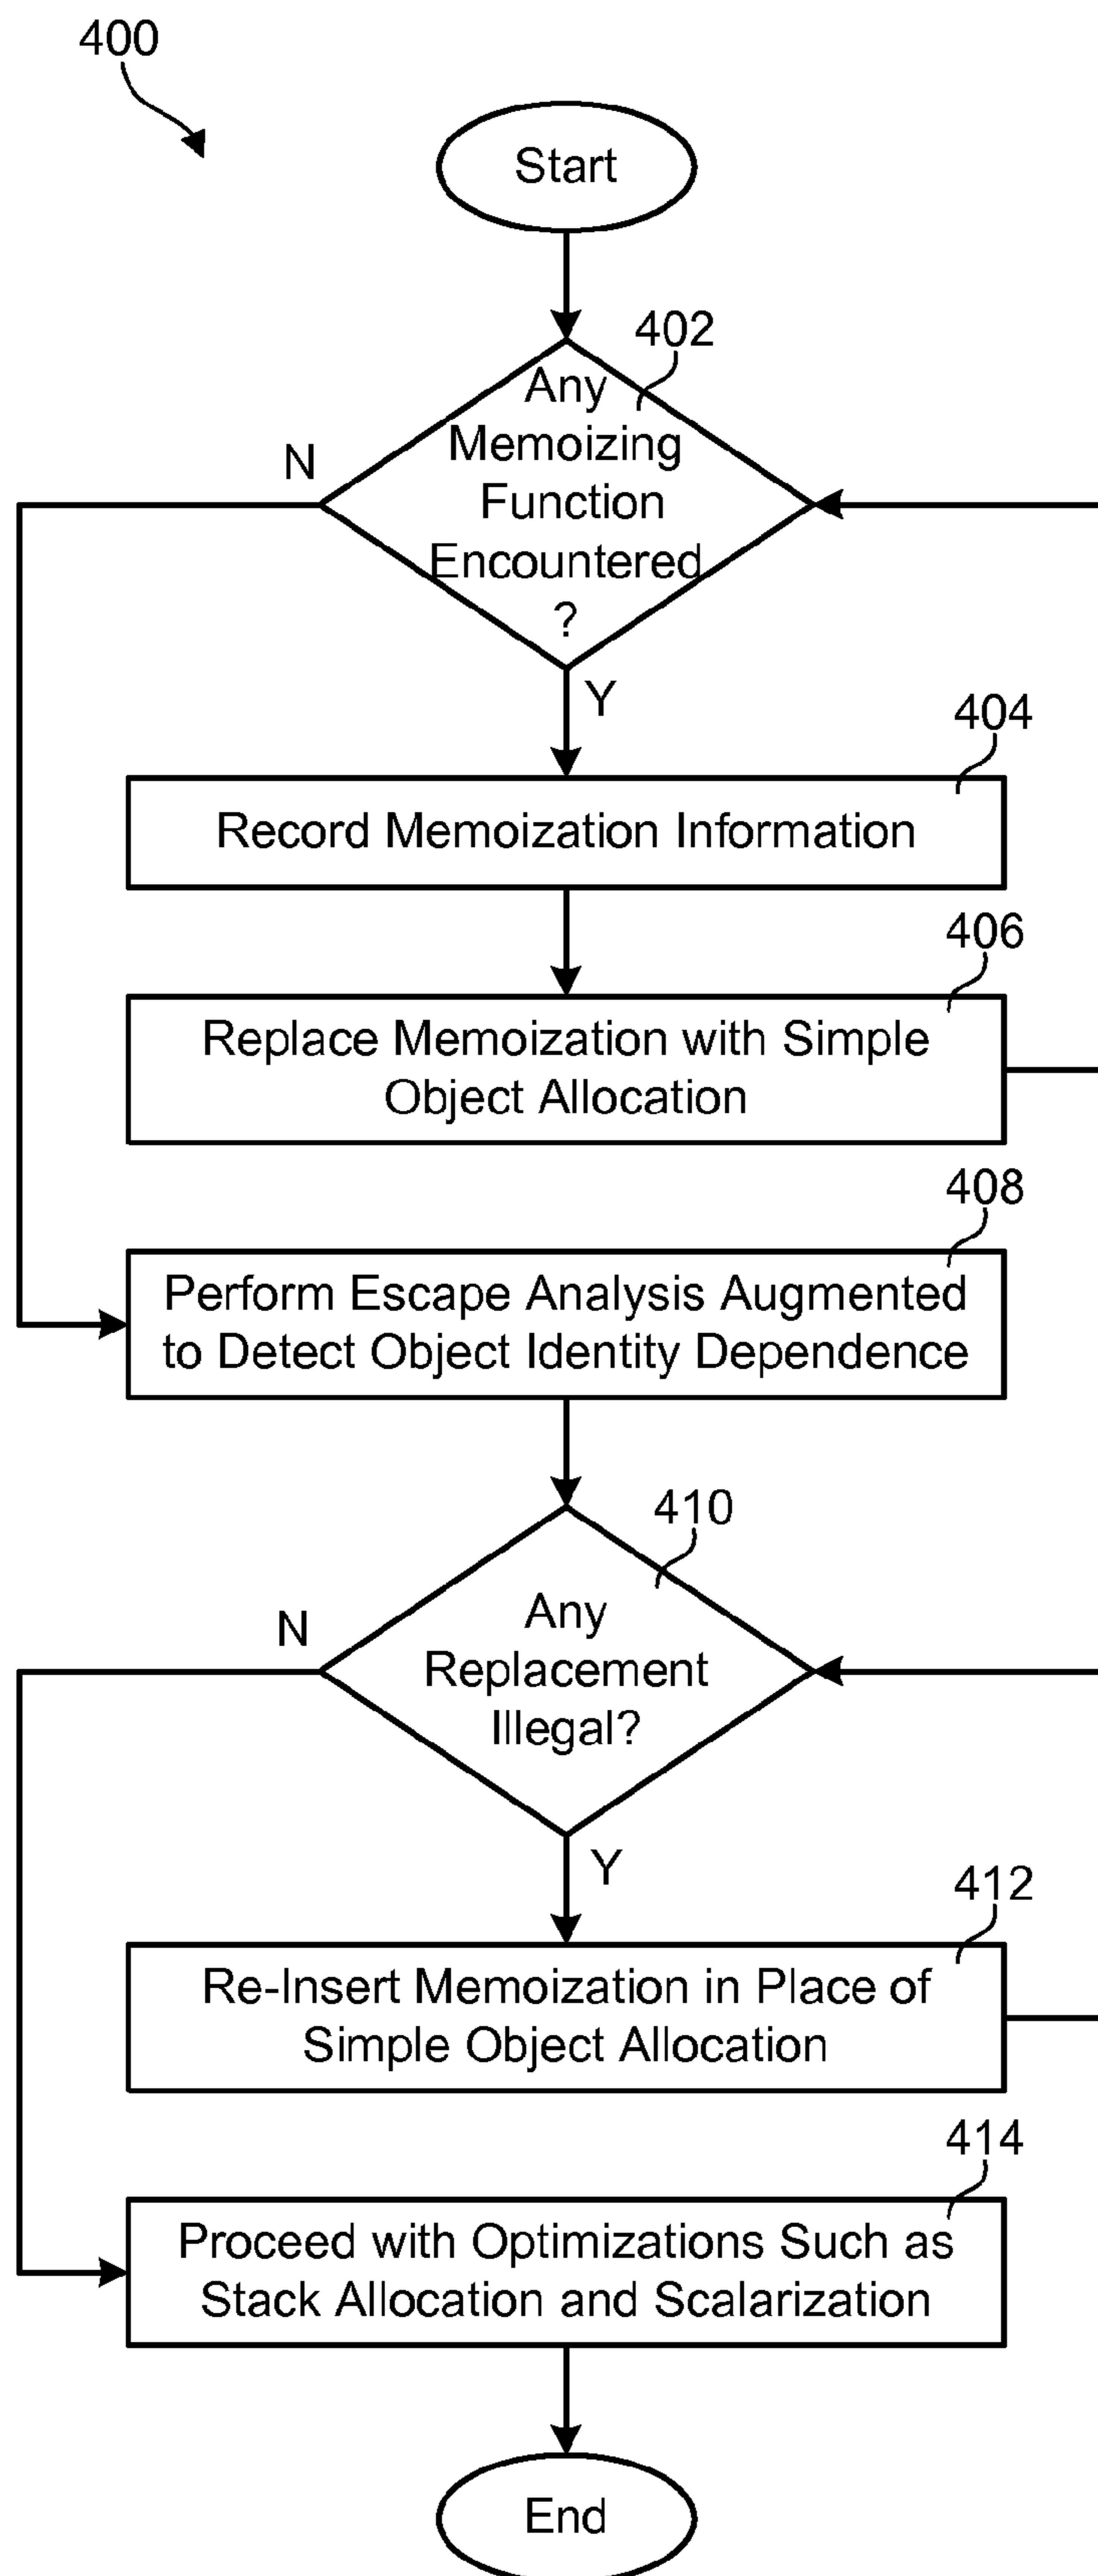 400
Start
402
Any
Memoizing
Function
Encountered
?
N
Y
404
Record Memoization Information
406
Replace Memoization with Simple
Object Allocation
408
Perform Escape Analysis Augmented
to Detect Object Identity Dependence
410
Any
Replacement
Illegal?
N
Y
412
Re-Insert Memoization in Place of
Simple Object Allocation
414
Proceed with Optimizations Such as
Stack Allocation and Scalarization
End